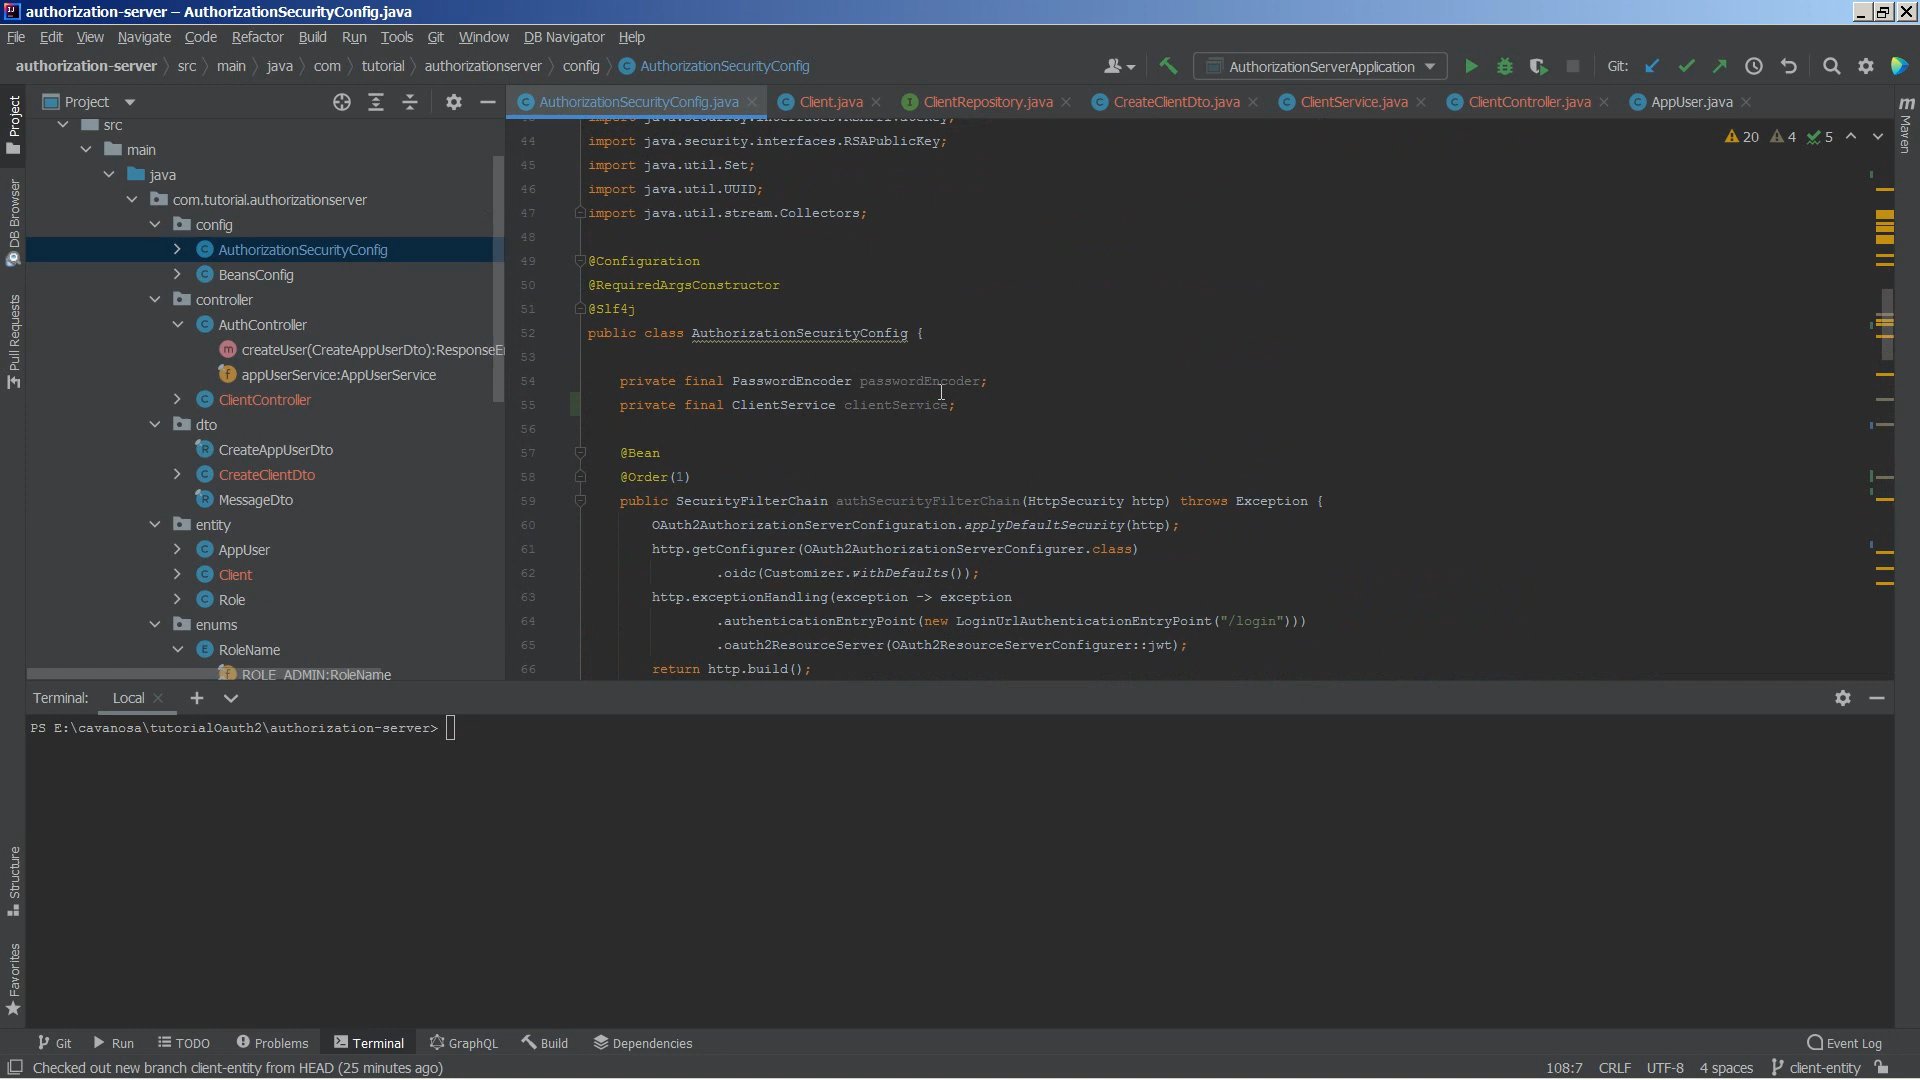 authorization-server – AuthorizationSecurityConfig.java
File Edit View Navigate Code Refactor Build Run Tools Git Window DB Navigator Help
authorization-server src main java com tutorial authorizationserver config AuthorizationSecurityConfig AuthorizationServerApplication Git:
Project
AuthorizationSecurityConfig.java Client.java ClientRepository.java CreateClientDto.java ClientService.java ClientController.java AppUser.java
Project
DB Browser
Pull Requests
Structure
Favorites
Maven
src
main
java
com.tutorial.authorizationserver
config
AuthorizationSecurityConfig
BeansConfig
controller
AuthController
createUser(CreateAppUserDto):ResponseEn
appUserService:AppUserService
ClientController
dto
CreateAppUserDto
CreateClientDto
MessageDto
entity
AppUser
Client
Role
enums
RoleName
ROLE_ADMIN:RoleName
20 4 5
44 import java.security.interfaces.RSAPublicKey;
45 import java.util.Set;
46 import java.util.UUID;
47 import java.util.stream.Collectors;
48
49 @Configuration
50 @RequiredArgsConstructor
51 @Slf4j
52 public class AuthorizationSecurityConfig {
53
54 private final PasswordEncoder passwordEncoder;
55 private final ClientService clientService;
56
57 @Bean
58 @Order(1)
59 public SecurityFilterChain authSecurityFilterChain(HttpSecurity http) throws Exception {
60 OAuth2AuthorizationServerConfiguration.applyDefaultSecurity(http);
61 http.getConfigurer(OAuth2AuthorizationServerConfigurer.class)
62 .oidc(Customizer.withDefaults());
63 http.exceptionHandling(exception -> exception
64 .authenticationEntryPoint(new LoginUrlAuthenticationEntryPoint("/login")))
65 .oauth2ResourceServer(OAuth2ResourceServerConfigurer::jwt);
66 return http.build();
Terminal: Local
PS E:\cavanosa\tutorialOauth2\authorization-server>
Git Run TODO Problems Terminal GraphQL Build Dependencies Event Log
Checked out new branch client-entity from HEAD (25 minutes ago) 108:7 CRLF UTF-8 4 spaces client-entity